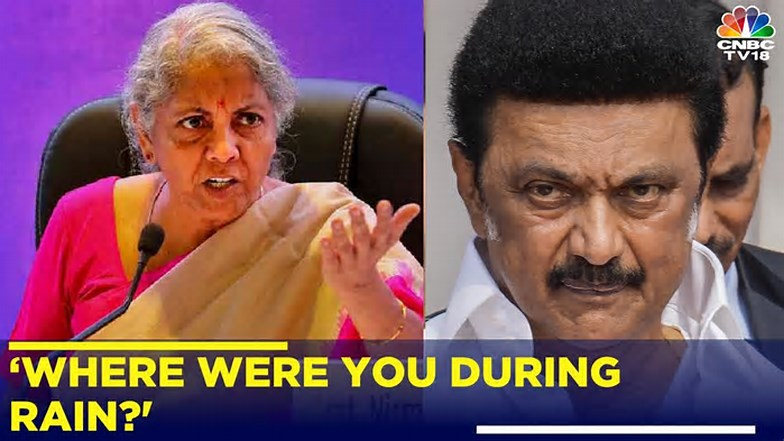 CNBC
TV18
‘WHERE WERE YOU DURING
RAIN?'